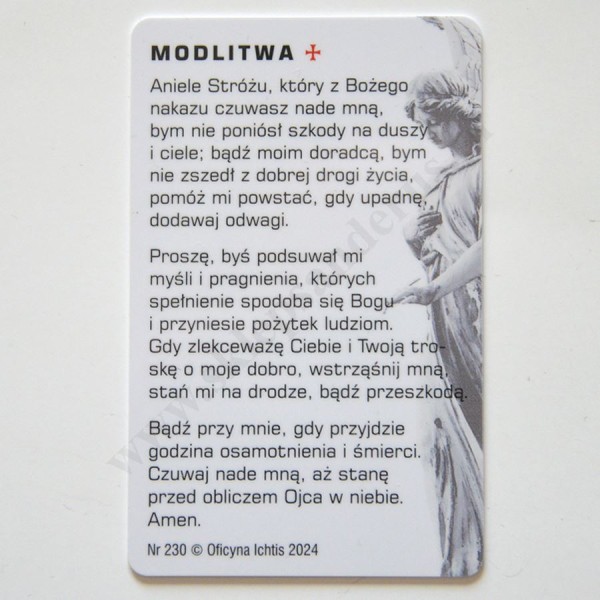 MODLITWA ✠
Aniele Stróżu, który z Bożego
nakazu czuwasz nade mną,
bym nie poniósł szkody na duszy
i ciele; bądź moim doradcą, bym
nie zszedł z dobrej drogi życia,
pomóż mi powstać, gdy upadnę,
dodawaj odwagi.
Proszę, byś podsuwał mi
myśli i pragnienia, których
spełnienie spodoba się Bogu
i przyniesie pożytek ludziom.
Gdy zlekceważę Ciebie i Twoją tro-
skę o moje dobro, wstrząśnij mną,
stań mi na drodze, bądź przeszkodą.
Bądź przy mnie, gdy przyjdzie
godzina osamotnienia i śmierci.
Czuwaj nade mną, aż stanę
przed obliczem Ojca w niebie.
Amen.
Nr 230 © Oficyna Ichtis 2024